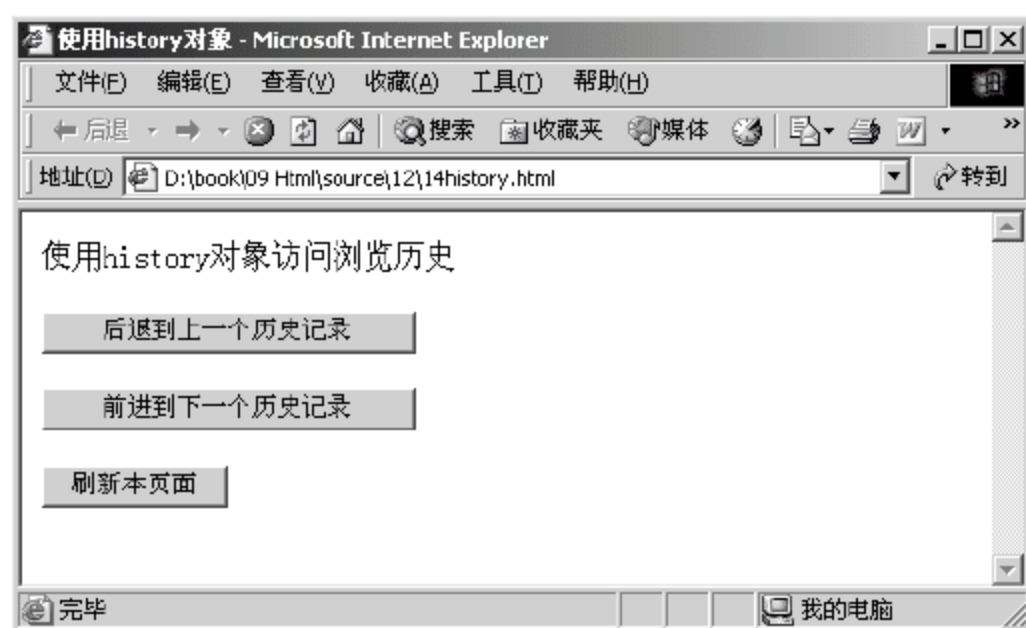 使用history对象 - Microsoft Internet Explorer
文件(F) 编辑(E) 查看(V) 收藏(A) 工具(T) 帮助(H)
后退 搜索 收藏夹 媒体 W »
地址(D) D:\book\09 Html\source\12\14history.html 转到
使用history对象访问浏览历史
后退到上一个历史记录
前进到下一个历史记录
刷新本页面
完毕 我的电脑